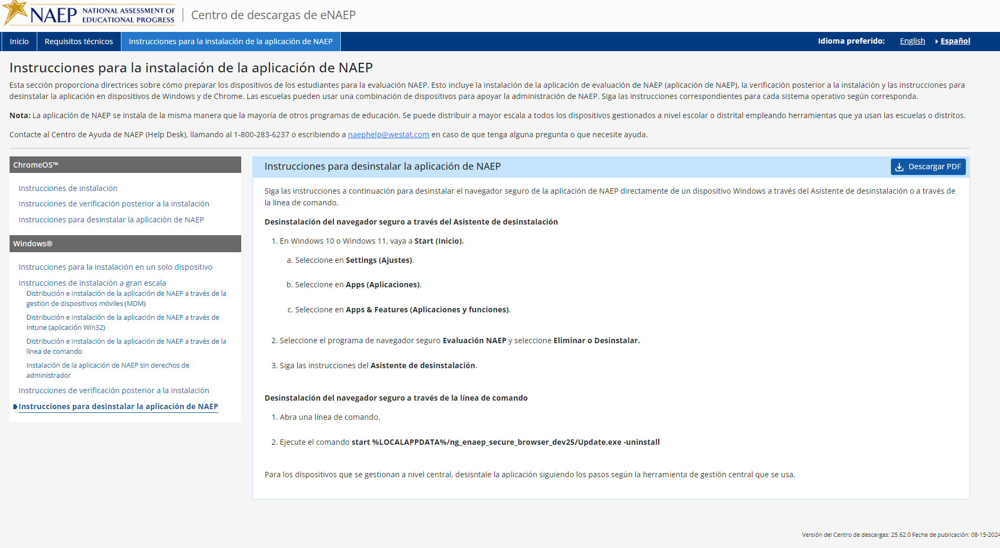 NAEP NATIONAL ASSESSMENT OF
EDUCATIONAL PROGRESS
Centro de descargas de eNAEP
Inicio
Requisitos técnicos
Instrucciones para la instalación de la aplicación de NAEP
Idioma preferido:
English
Español
Instrucciones para la instalación de la aplicación de NAEP
Esta sección proporciona directrices sobre cómo preparar los dispositivos de los estudiantes para la evaluación NAEP. Esto incluye la instalación de la aplicación de evaluación de NAEP (aplicación de NAEP), la verificación posterior a la instalación y las instrucciones para
desinstalar la aplicación en dispositivos de Windows y de Chrome. Las escuelas pueden usar una combinación de dispositivos para apoyar la administración de NAEP. Siga las instrucciones correspondientes para cada sistema operativo según corresponda.
Nota: La aplicación de NAEP se instala de la misma manera que la mayoría de otros programas de educación. Se puede distribuir a mayor escala a todos los dispositivos gestionados a nivel escolar o distrital empleando herramientas que ya usan las escuelas o distritos.
Contacte al Centro de Ayuda de NAEP (Help Desk), llamando al 1-800-283-6237 o escribiendo a naephelp@westat.com en caso de que tenga alguna pregunta o que necesite ayuda.
ChromeOS™
Instrucciones de instalación
Instrucciones de verificación posterior a la instalación
Instrucciones para desinstalar la aplicación de NAEP
Windows®
Instrucciones para la instalación en un solo dispositivo
Instrucciones de instalación a gran escala
Distribución e instalación de la aplicación de NAEP a través de la
gestión de dispositivos móviles (MDM)
Distribución e instalación de la aplicación de NAEP a través de
Intune (aplicación Win32)
Distribución e instalación de la aplicación de NAEP a través de la
línea de comando
Instalación de la aplicación de NAEP sin derechos de
administrador
Instrucciones de verificación posterior a la instalación
Instrucciones para desinstalar la aplicación de NAEP
Instrucciones para desinstalar la aplicación de NAEP
Descargar PDF
Siga las instrucciones a continuación para desinstalar el navegador seguro de la aplicación de NAEP directamente de un dispositivo Windows a través del Asistente de desinstalación o a través de
la línea de comando.
Desinstalación del navegador seguro a través del Asistente de desinstalación
1. En Windows 10 o Windows 11, vaya a Start (Inicio).
a. Seleccione en Settings (Ajustes).
b. Seleccione en Apps (Aplicaciones).
c. Seleccione en Apps & Features (Aplicaciones y funciones).
2. Seleccione el programa de navegador seguro Evaluación NAEP y seleccione Eliminar o Desinstalar.
3. Siga las instrucciones del Asistente de desinstalación.
Desinstalación del navegador seguro a través de la línea de comando
1. Abra una línea de comando.
2. Ejecute el comando start %LOCALAPPDATA%/ng_enaep_secure_browser_dev25/Update.exe -uninstall
Para los dispositivos que se gestionan a nivel central, desisntale la aplicación siguiendo los pasos según la herramienta de gestión central que se usa.
Versión del Centro de descargas: 25.62.0 Fecha de publicación: 08-15-2024